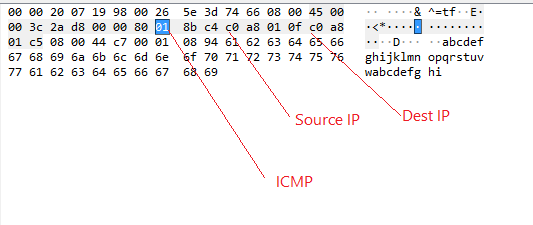 00 00 20 07 19 98 00 26 5e 3d 74 66 08 00 45 00 ·· ····& ^=tf··E·
00 3c 2a d8 00 00 80 01 8b c4 c0 a8 01 0f c0 a8 ·<*····· ········
01 c5 08 00 44 c7 00 01 08 94 61 62 63 64 65 66 ····D··· ··abcdef
67 68 69 6a 6b 6c 6d 6e 6f 70 71 72 73 74 75 76 ghijklmn opqrstuv
77 61 62 63 64 65 66 67 68 69 wabcdefg hi
Source IP
Dest IP
ICMP